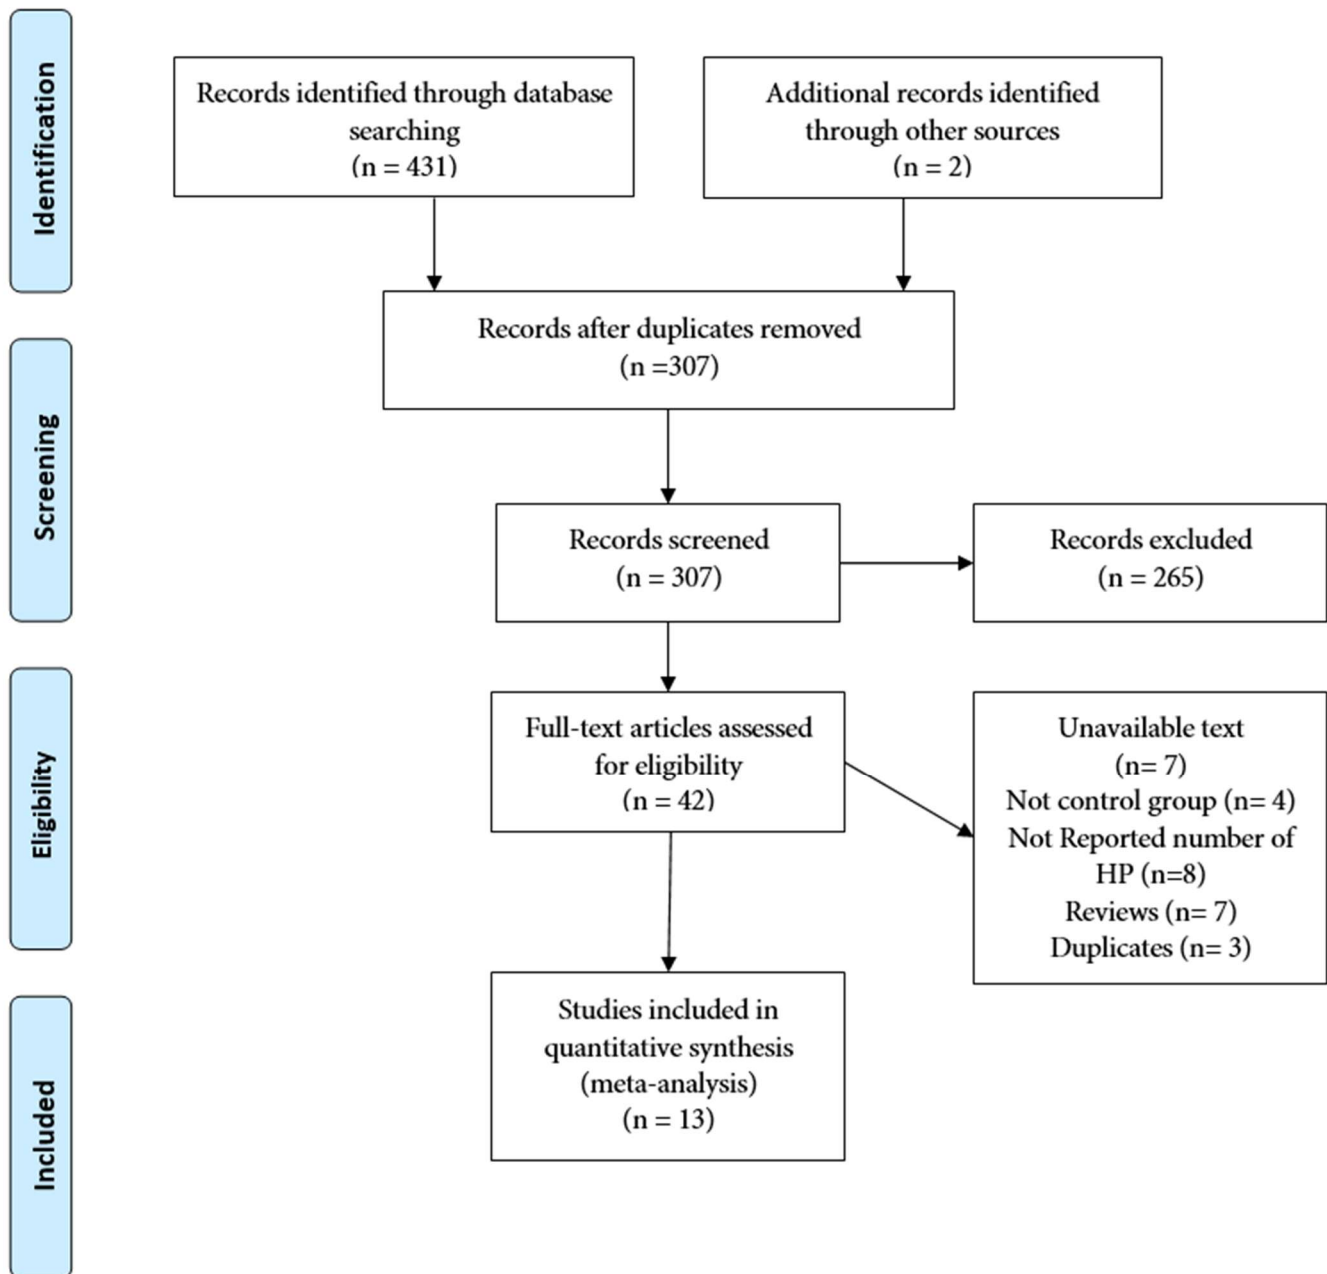 Identification
Records identified through database
searching
(n = 431)
Additional records identified
through other sources
(n = 2)
Records after duplicates removed
(n =307)
Screening
Records screened
(n = 307)
Records excluded
(n = 265)
Eligibility
Full-text articles assessed
for eligibility
(n = 42)
Unavailable text
(n= 7)
Not control group (n= 4)
Not Reported number of
HP (n=8)
Reviews (n= 7)
Duplicates (n= 3)
Included
Studies included in
quantitative synthesis
(meta-analysis)
(n = 13)